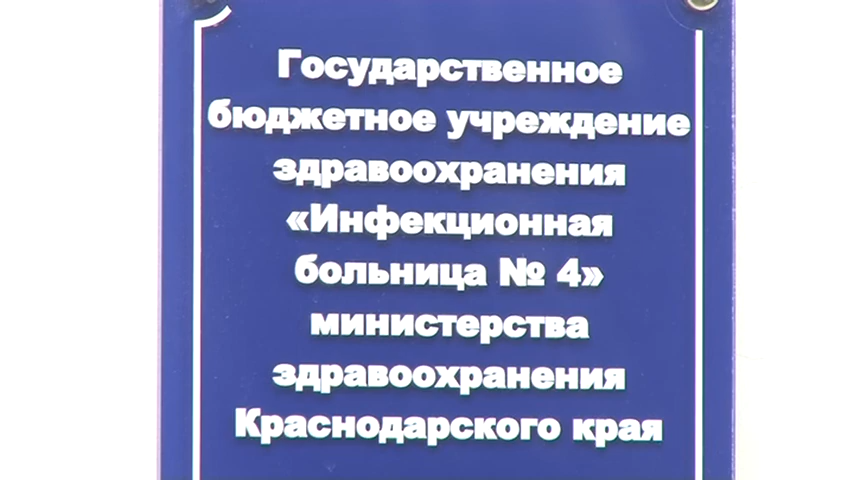 Государственное
бюджетное учреждение
здравоохранения
«Инфекционная
больница № 4»
министерства
здравоохранения
Краснодарского края